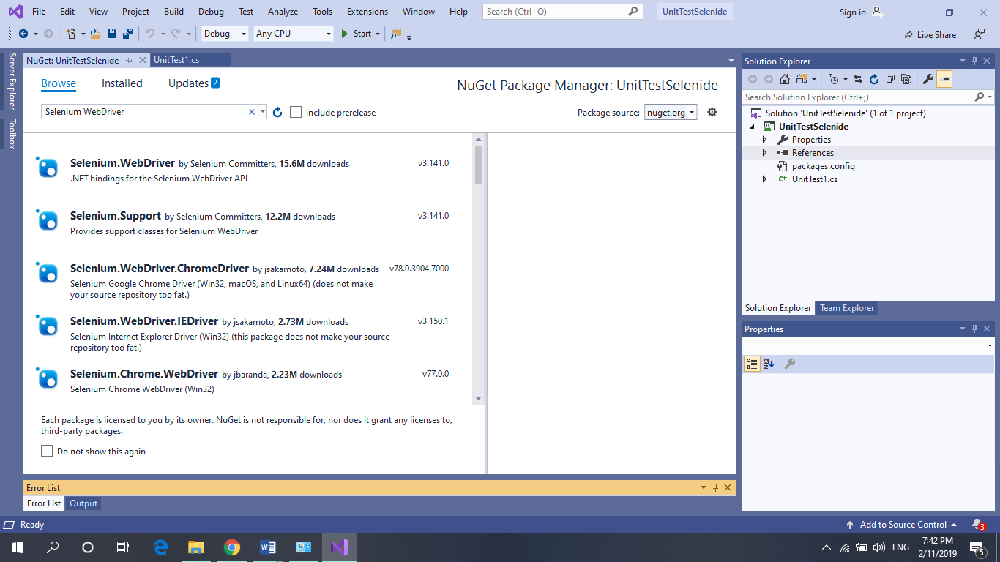 File Edit View Project Build Debug Test Analyze Tools Extensions Window Help Search (Ctrl+Q) UnitTestSelenide Sign in
Debug Any CPU Start Live Share
Server Explorer
Toolbox
NuGet: UnitTestSelenide UnitTest1.cs
Browse Installed Updates 2
NuGet Package Manager: UnitTestSelenide
Selenium WebDriver Include prerelease Package source: nuget.org
Selenium.WebDriver by Selenium Committers, 15.6M downloads v3.141.0
.NET bindings for the Selenium WebDriver API
Selenium.Support by Selenium Committers, 12.2M downloads v3.141.0
Provides support classes for Selenium WebDriver
Selenium.WebDriver.ChromeDriver by jsakamoto, 7.24M downloads v78.0.3904.7000
Selenium Google Chrome Driver (Win32, macOS, and Linux64) (does not make
your source repository too fat.)
Selenium.WebDriver.IEDriver by jsakamoto, 2.73M downloads v3.150.1
Selenium Internet Explorer Driver (Win32) (this package does not make your source
repository too fat.)
Selenium.Chrome.WebDriver by jbaranda, 2.23M downloads v77.0.0
Selenium Chrome WebDriver (Win32)
Each package is licensed to you by its owner. NuGet is not responsible for, nor does it grant any licenses to,
third-party packages.
Do not show this again
Error List
Error List Output
Solution Explorer
Search Solution Explorer (Ctrl+;)
Solution 'UnitTestSelenide' (1 of 1 project)
UnitTestSelenide
Properties
References
packages.config
C# UnitTest1.cs
Solution Explorer Team Explorer
Properties
Ready Add to Source Control 3
ENG 7:42 PM
2/11/2019 5